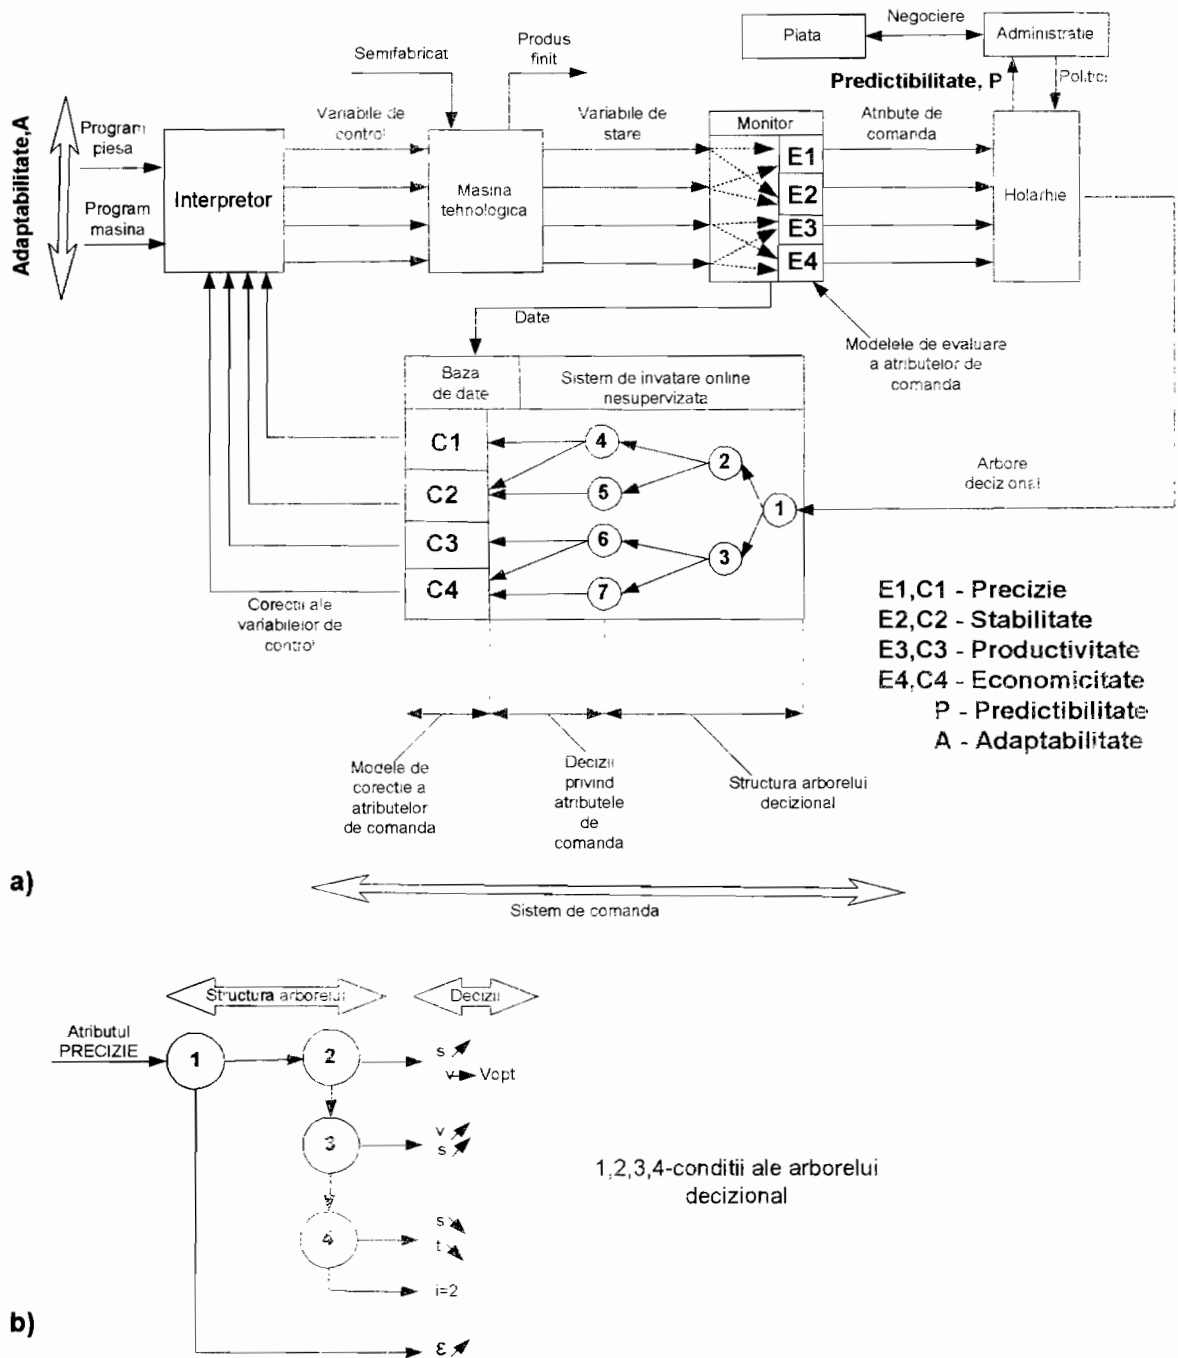 Negociere
Piata
Administratie
Produs
finit
Semifabricat
Predictibilitate, P
Politici
Adaptabilitate,A
Program
piesa
Program
masina
Interpretor
Variabile de
control
Masina
tehnologica
Variabile de
stare
Monitor
E1
E2
E3
E4
Atribute de
comanda
Holarhie
Date
Modelele de evaluare
a atributelor de
comanda
Baza
de date
Sistem de invatare online
nesupervizata
C1
C2
C3
C4
4
5
6
7
2
3
1
Arbore
decizional
Corectii ale
variabilelor de
control
E1,C1 - Precizie
E2,C2 - Stabilitate
E3,C3 - Productivitate
E4,C4 - Economicitate
P - Predictibilitate
A - Adaptabilitate
Modele de
corectie a
atributelor
de comanda
Decizii
privind
atributele
de
comanda
Structura arborelui
decizional
a)
Sistem de comanda
Structura arborelui
Decizii
Atributul
PRECIZIE
1
2
s
v Vopt
3
v
s
4
s
t
i=2
ε
1,2,3,4-conditii ale arborelui
decizional
b)